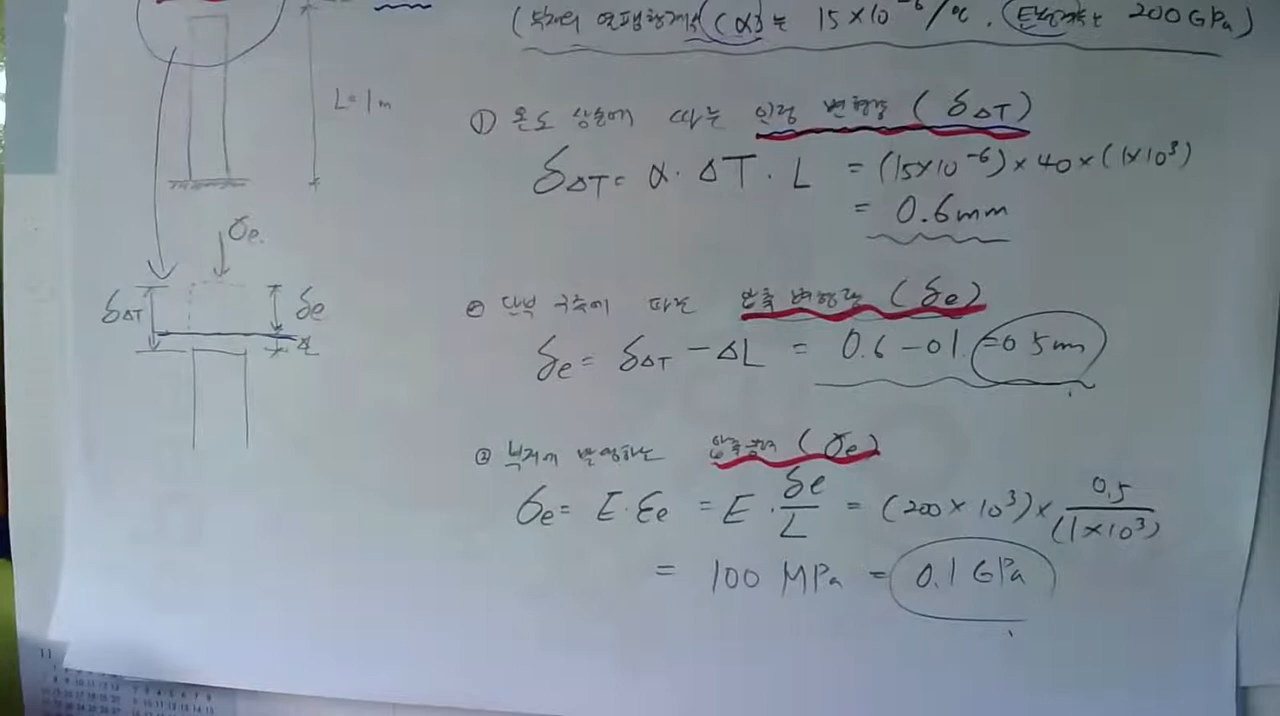 (부재의 열팽창계수(α)는 15×10⁻⁶/℃, 탄성계수는 200GPa)
L=1m
① 온도 상승에 따른 인장 변형량 (δΔT)
δΔT = α·ΔT·L = (15×10⁻⁶)×40×(1×10³)
= 0.6mm
σe.
δΔT
δe
② 단부 구속에 따른 압축 변형량 (δe)
δe = δΔT - ΔL = 0.6-0.1 = 0.5mm
③ 부재에 발생하는 압축응력 (σe)
σe = E·εe = E·δe/L = (200×10³)×0.5/(1×10³)
= 100 MPa = 0.1 GPa
11